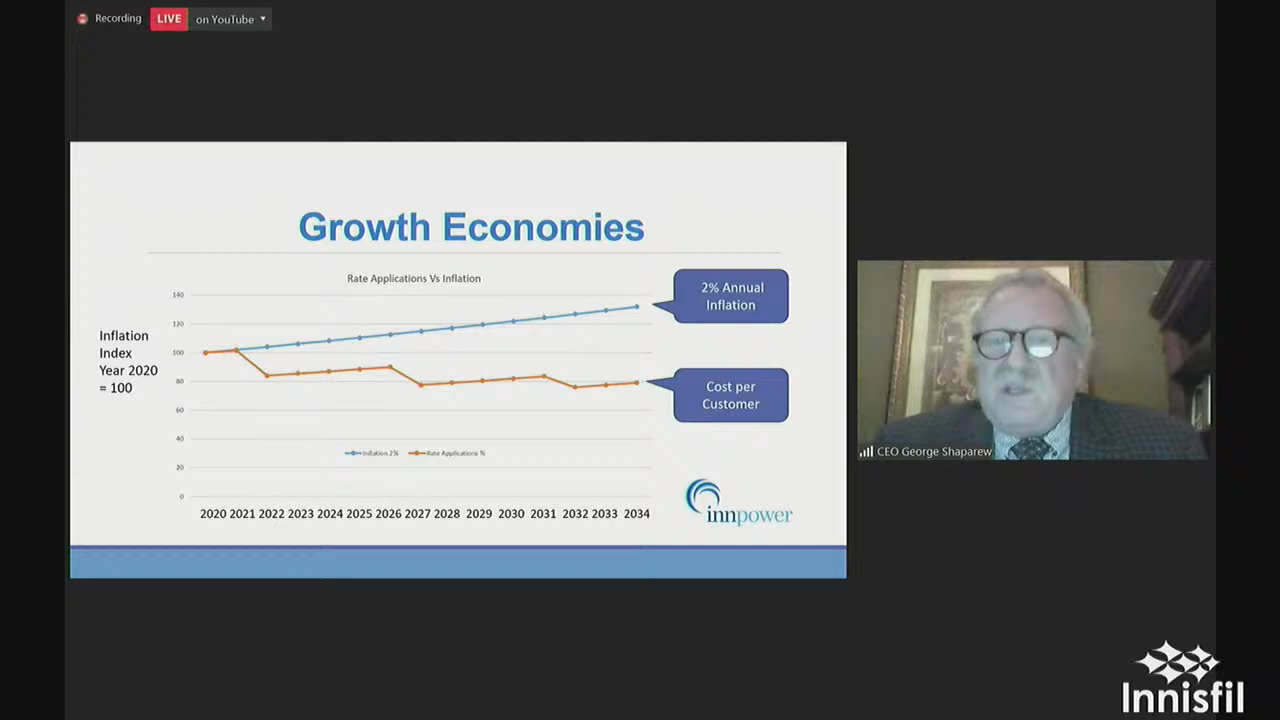 Recording
LIVE
on YouTube
Growth Economies
Rate Applications Vs Inflation
140
120
100
80
60
40
20
0
Inflation
Index
Year 2020
= 100
2% Annual
Inflation
Cost per
Customer
Inflation 2%
Rate Applications %
2020 2021 2022 2023 2024 2025 2026 2027 2028 2029 2030 2031 2032 2033 2034
innpower
CEO George Shaparew
Innisfil